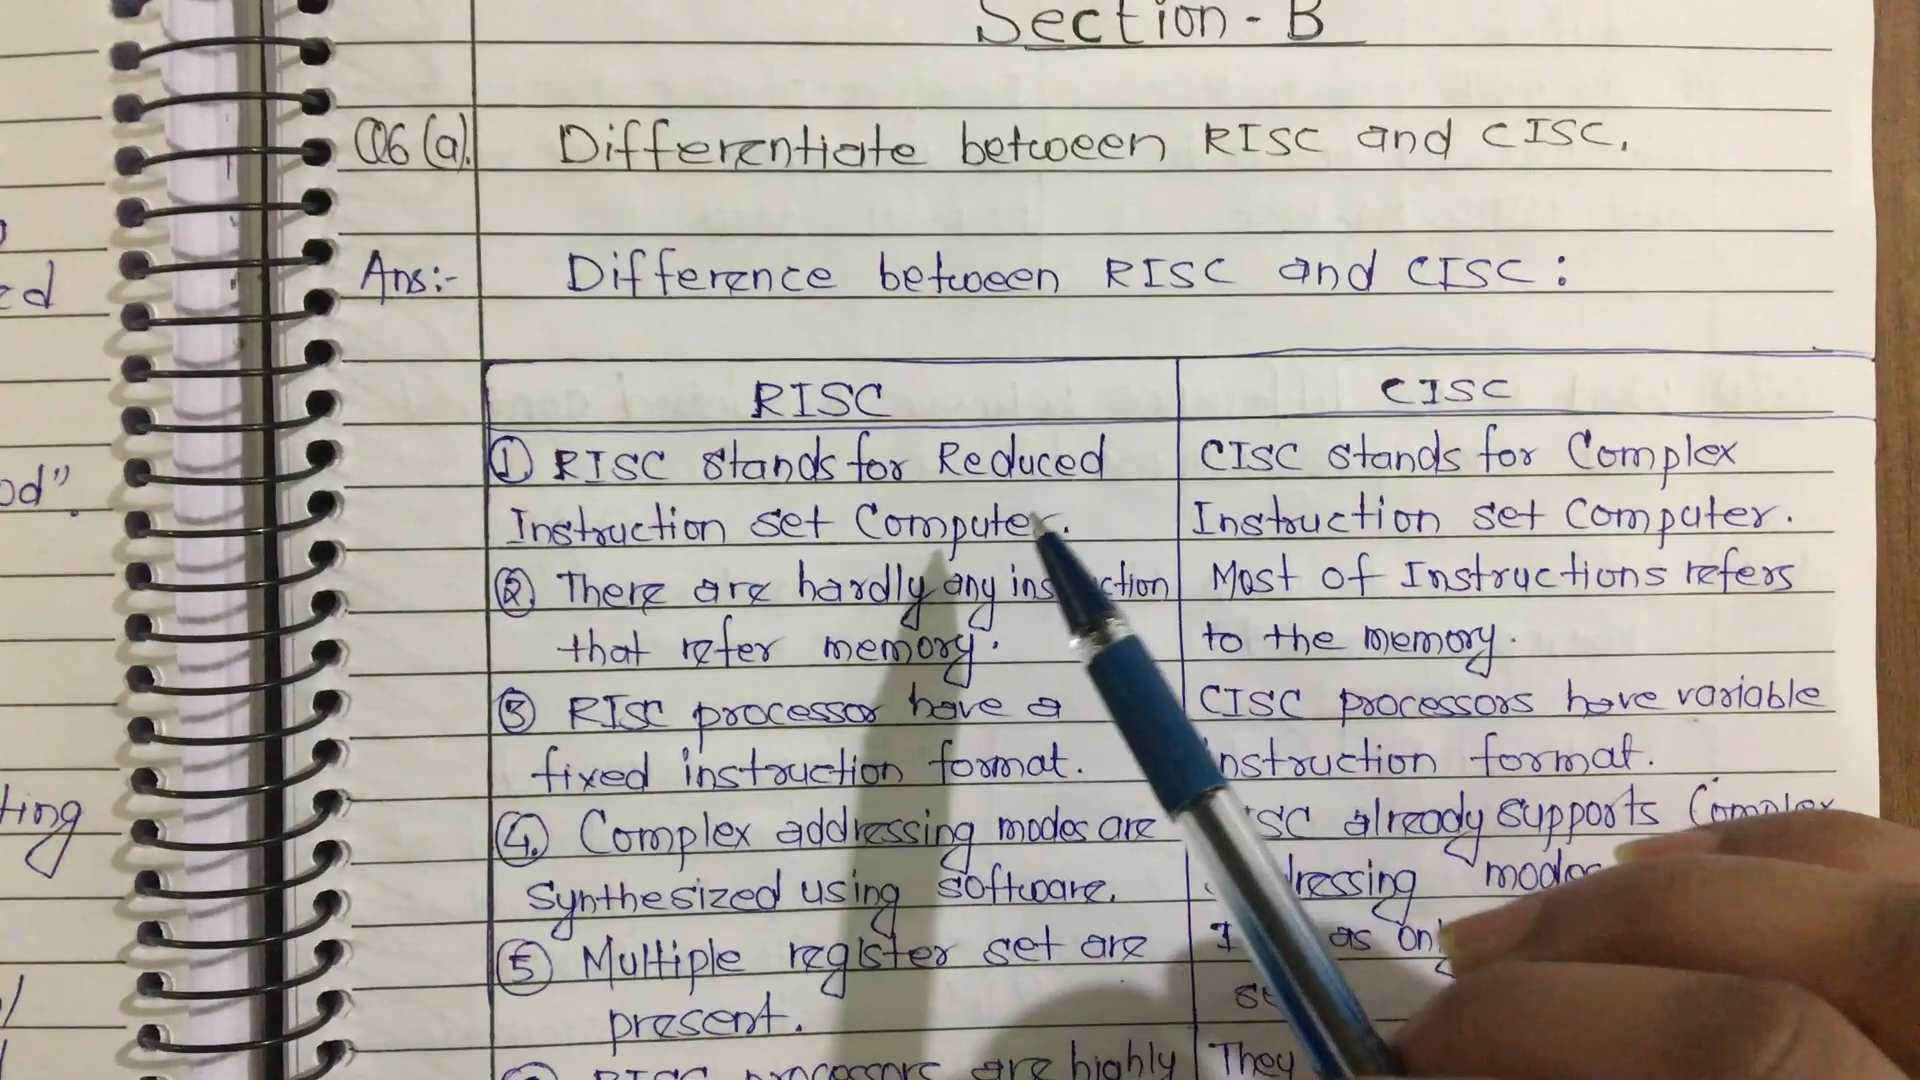 Section - B
Q6 (a). Differentiate between RISC and CISC.
Ans:- Difference between RISC and CISC :
RISC
CISC
① RISC stands for Reduced
Instruction set Computer.
CISC stands for Complex
Instruction set Computer.
② There are hardly any
that refer memory.
Most of Instructions refers
to the memory.
③ RISC processor have a
fixed instruction format.
CISC processors have variable
instruction format.
④ Complex addressing modes are
synthesized using software.
already supports Complex
modes
⑤ Multiple register set are
present.
RISC processors are highly
They
ed
od".
ting